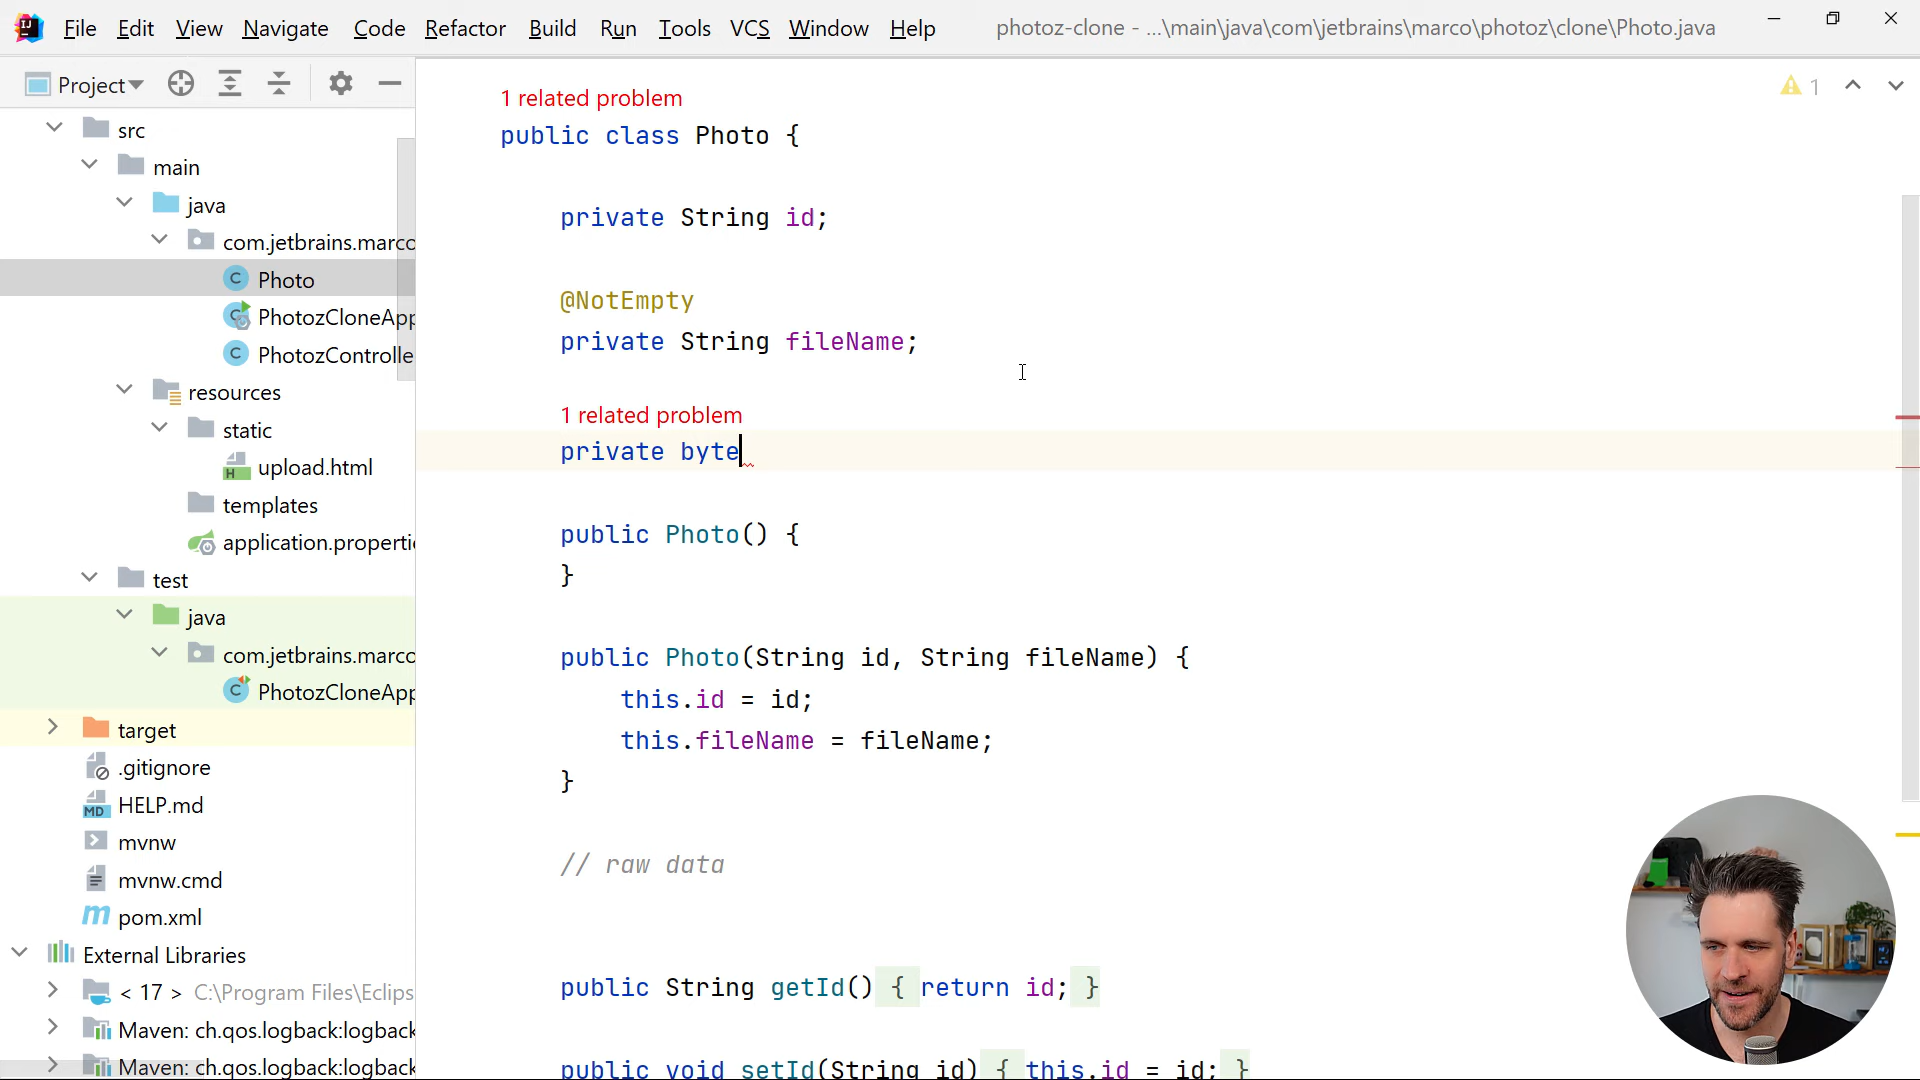 File Edit View Navigate Code Refactor Build Run Tools VCS Window Help photoz-clone - ...\main\java\com\jetbrains\marco\photoz\clone\Photo.java
Project
1
src
main
java
com.jetbrains.marco
Photo
PhotozCloneApp
PhotozControlle
resources
static
upload.html
templates
application.properti
test
java
com.jetbrains.marco
PhotozCloneApp
target
.gitignore
HELP.md
mvnw
mvnw.cmd
pom.xml
External Libraries
< 17 > C:\Program Files\Eclips
Maven: ch.qos.logback:logback
Maven: ch.qos.logback:logback
1 related problem
public class Photo {
private String id;
@NotEmpty
private String fileName;
1 related problem
private byte
public Photo() {
}
public Photo(String id, String fileName) {
this.id = id;
this.fileName = fileName;
}
// raw data
public String getId() { return id; }
public void setId(String id) { this.id = id; }